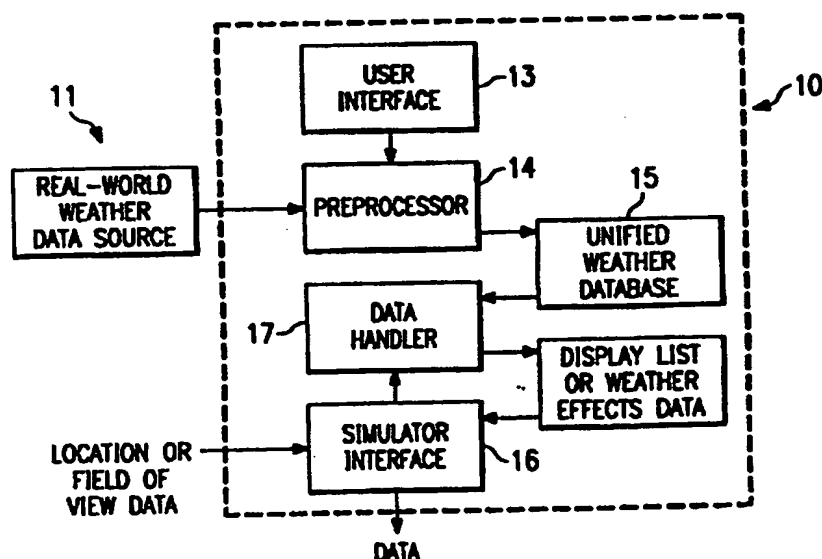 USER
INTERFACE
13
10
11
REAL-WORLD
WEATHER
DATA SOURCE
14
PREPROCESSOR
15
UNIFIED
WEATHER
DATABASE
17
DATA
HANDLER
DISPLAY LIST
OR WEATHER
EFFECTS DATA
LOCATION OR
FIELD OF
VIEW DATA
SIMULATOR
INTERFACE
16
DATA